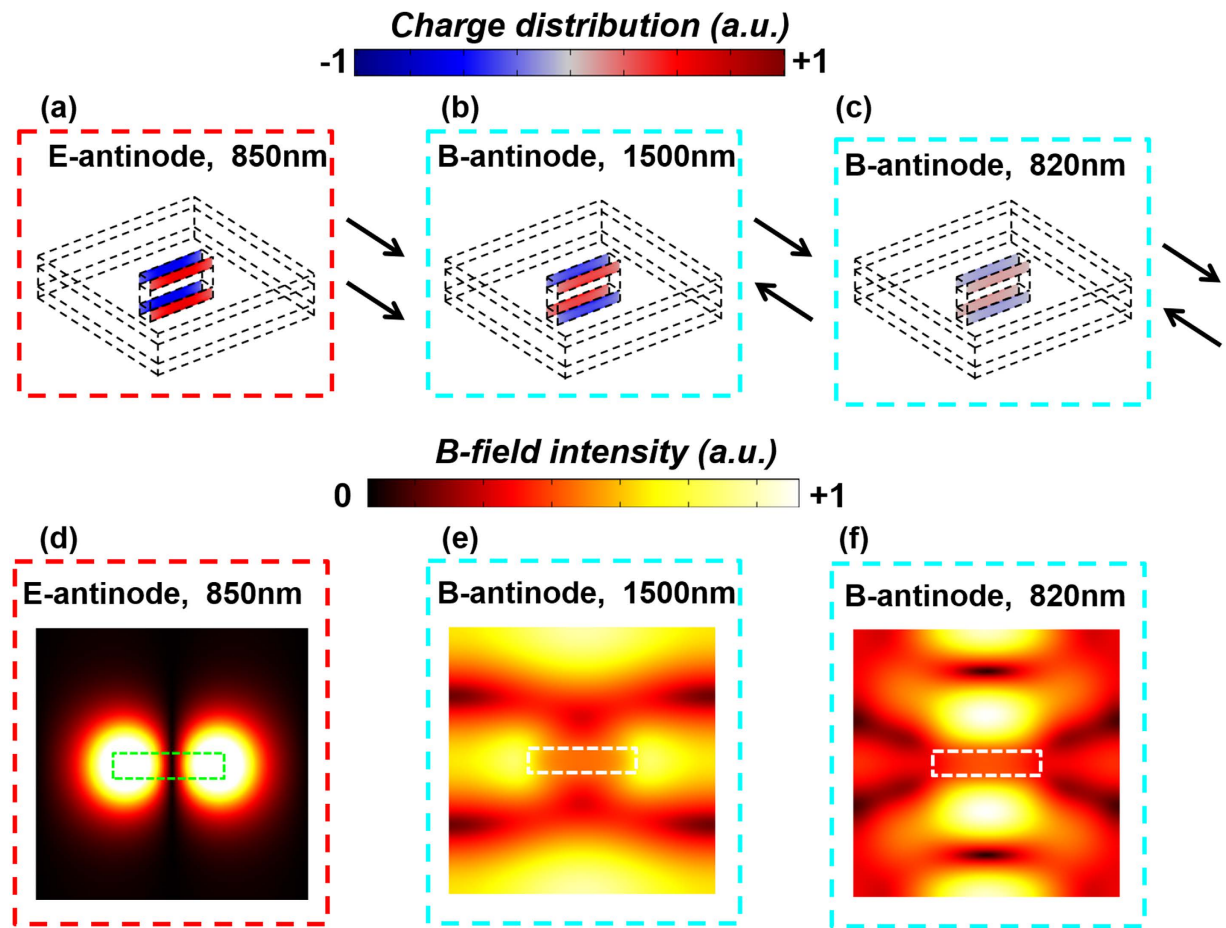 Charge distribution (a.u.)
-1 +1
(a) (b) (c)
E-antinode, 850nm B-antinode, 1500nm B-antinode, 820nm
B-field intensity (a.u.)
0 +1
(d) (e) (f)
E-antinode, 850nm B-antinode, 1500nm B-antinode, 820nm